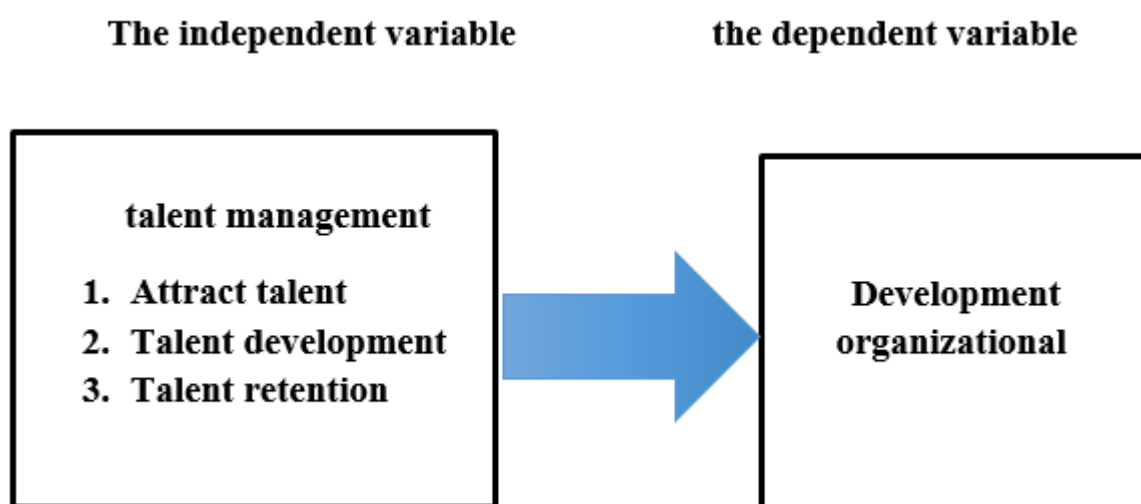 The independent variable
the dependent variable
talent management
1. Attract talent
2. Talent development
3. Talent retention
Development
organizational